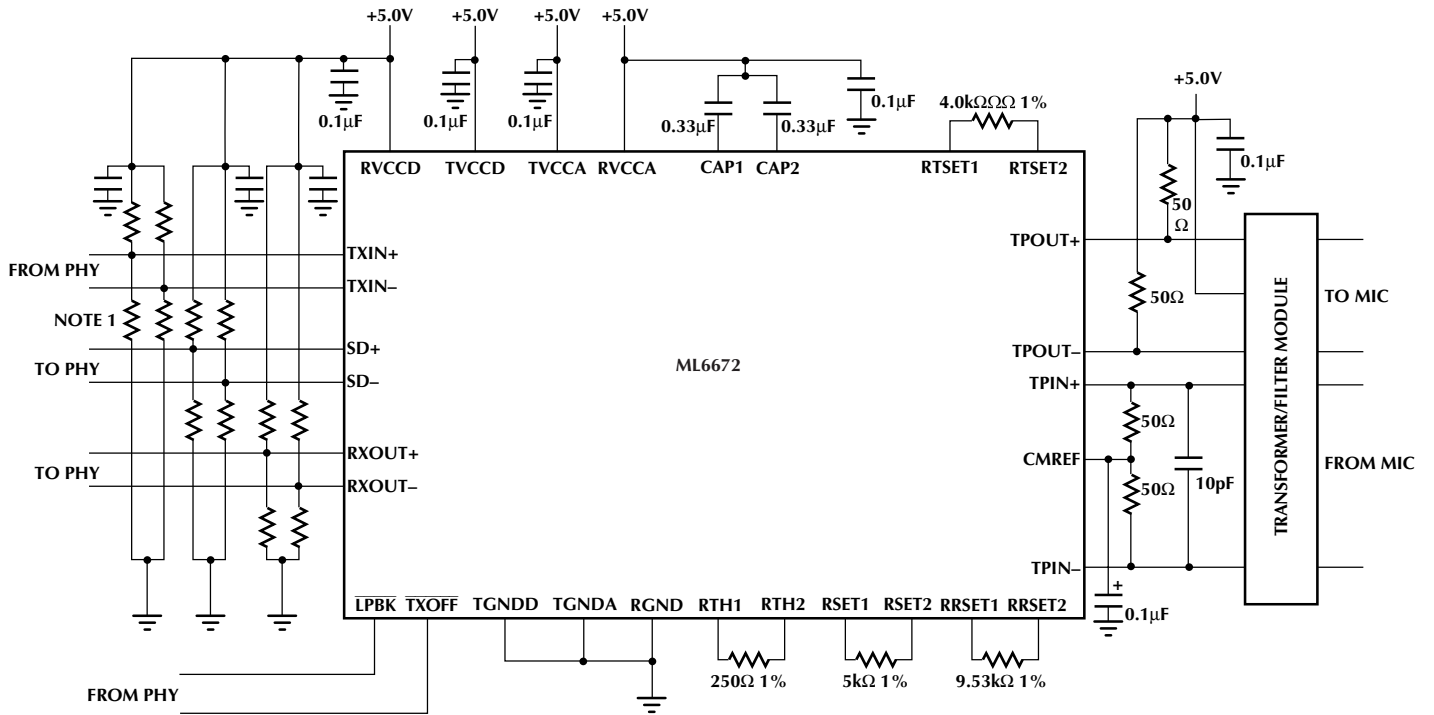 +5.0V +5.0V +5.0V +5.0V
+5.0V
0.1µF 0.1µF 0.1µF
0.33µF 0.33µF
0.1µF
4.0kΩΩΩ 1%
0.1µF
RVCCD TVCCD TVCCA RVCCA CAP1 CAP2 RTSET1 RTSET2
50
Ω
TXIN+
TPOUT+
FROM PHY
TXIN–
50Ω
TO MIC
NOTE 1
SD+
TPOUT–
TO PHY
ML6672
SD–
TPIN+
50Ω
RXOUT+
CMREF
TO PHY
FROM MIC
RXOUT–
50Ω
10pF
TRANSFORMER/FILTER MODULE
TPIN–
LPBK TXOFF TGNDD TGNDA RGND RTH1 RTH2 RSET1 RSET2 RRSET1 RRSET2
+
0.1µF
250Ω 1% 5kΩ 1% 9.53kΩ 1%
FROM PHY